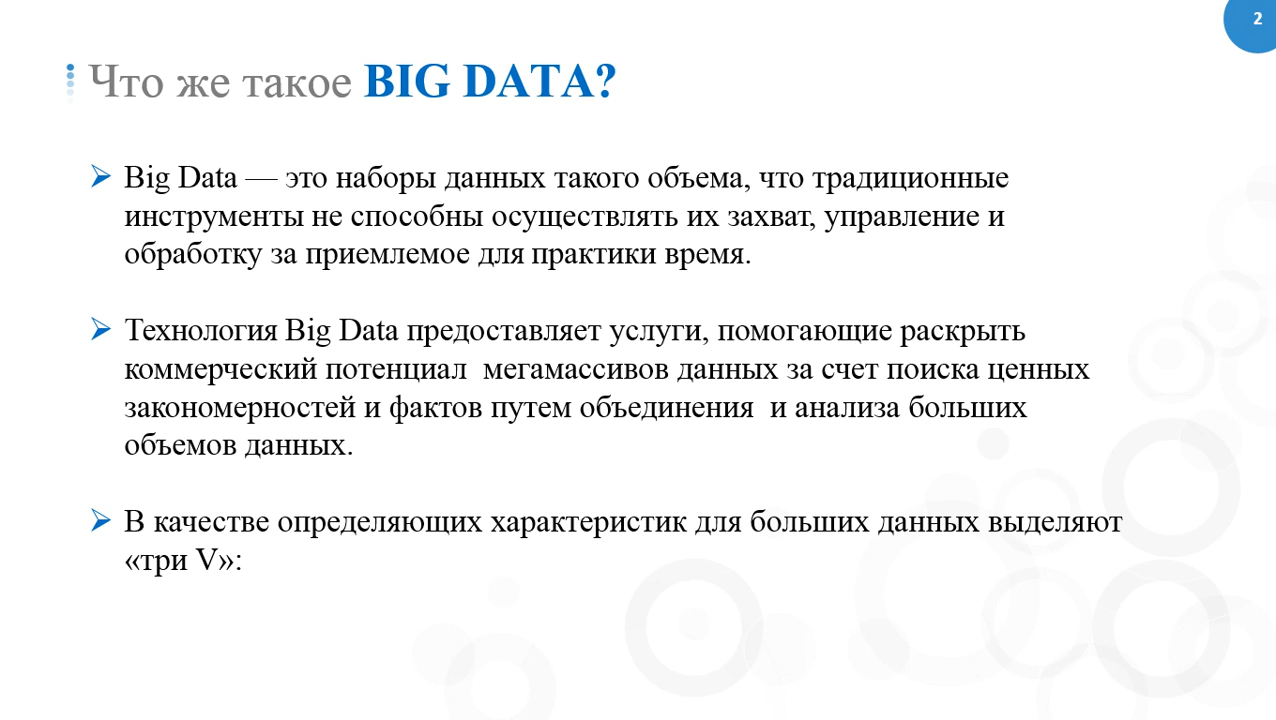 2
Что же такое BIG DATA?
Big Data — это наборы данных такого объема, что традиционные
инструменты не способны осуществлять их захват, управление и
обработку за приемлемое для практики время.
Технология Big Data предоставляет услуги, помогающие раскрыть
коммерческий потенциал  мегамассивов данных за счет поиска ценных
закономерностей и фактов путем объединения  и анализа больших
объемов данных.
В качестве определяющих характеристик для больших данных выделяют
«три V»: